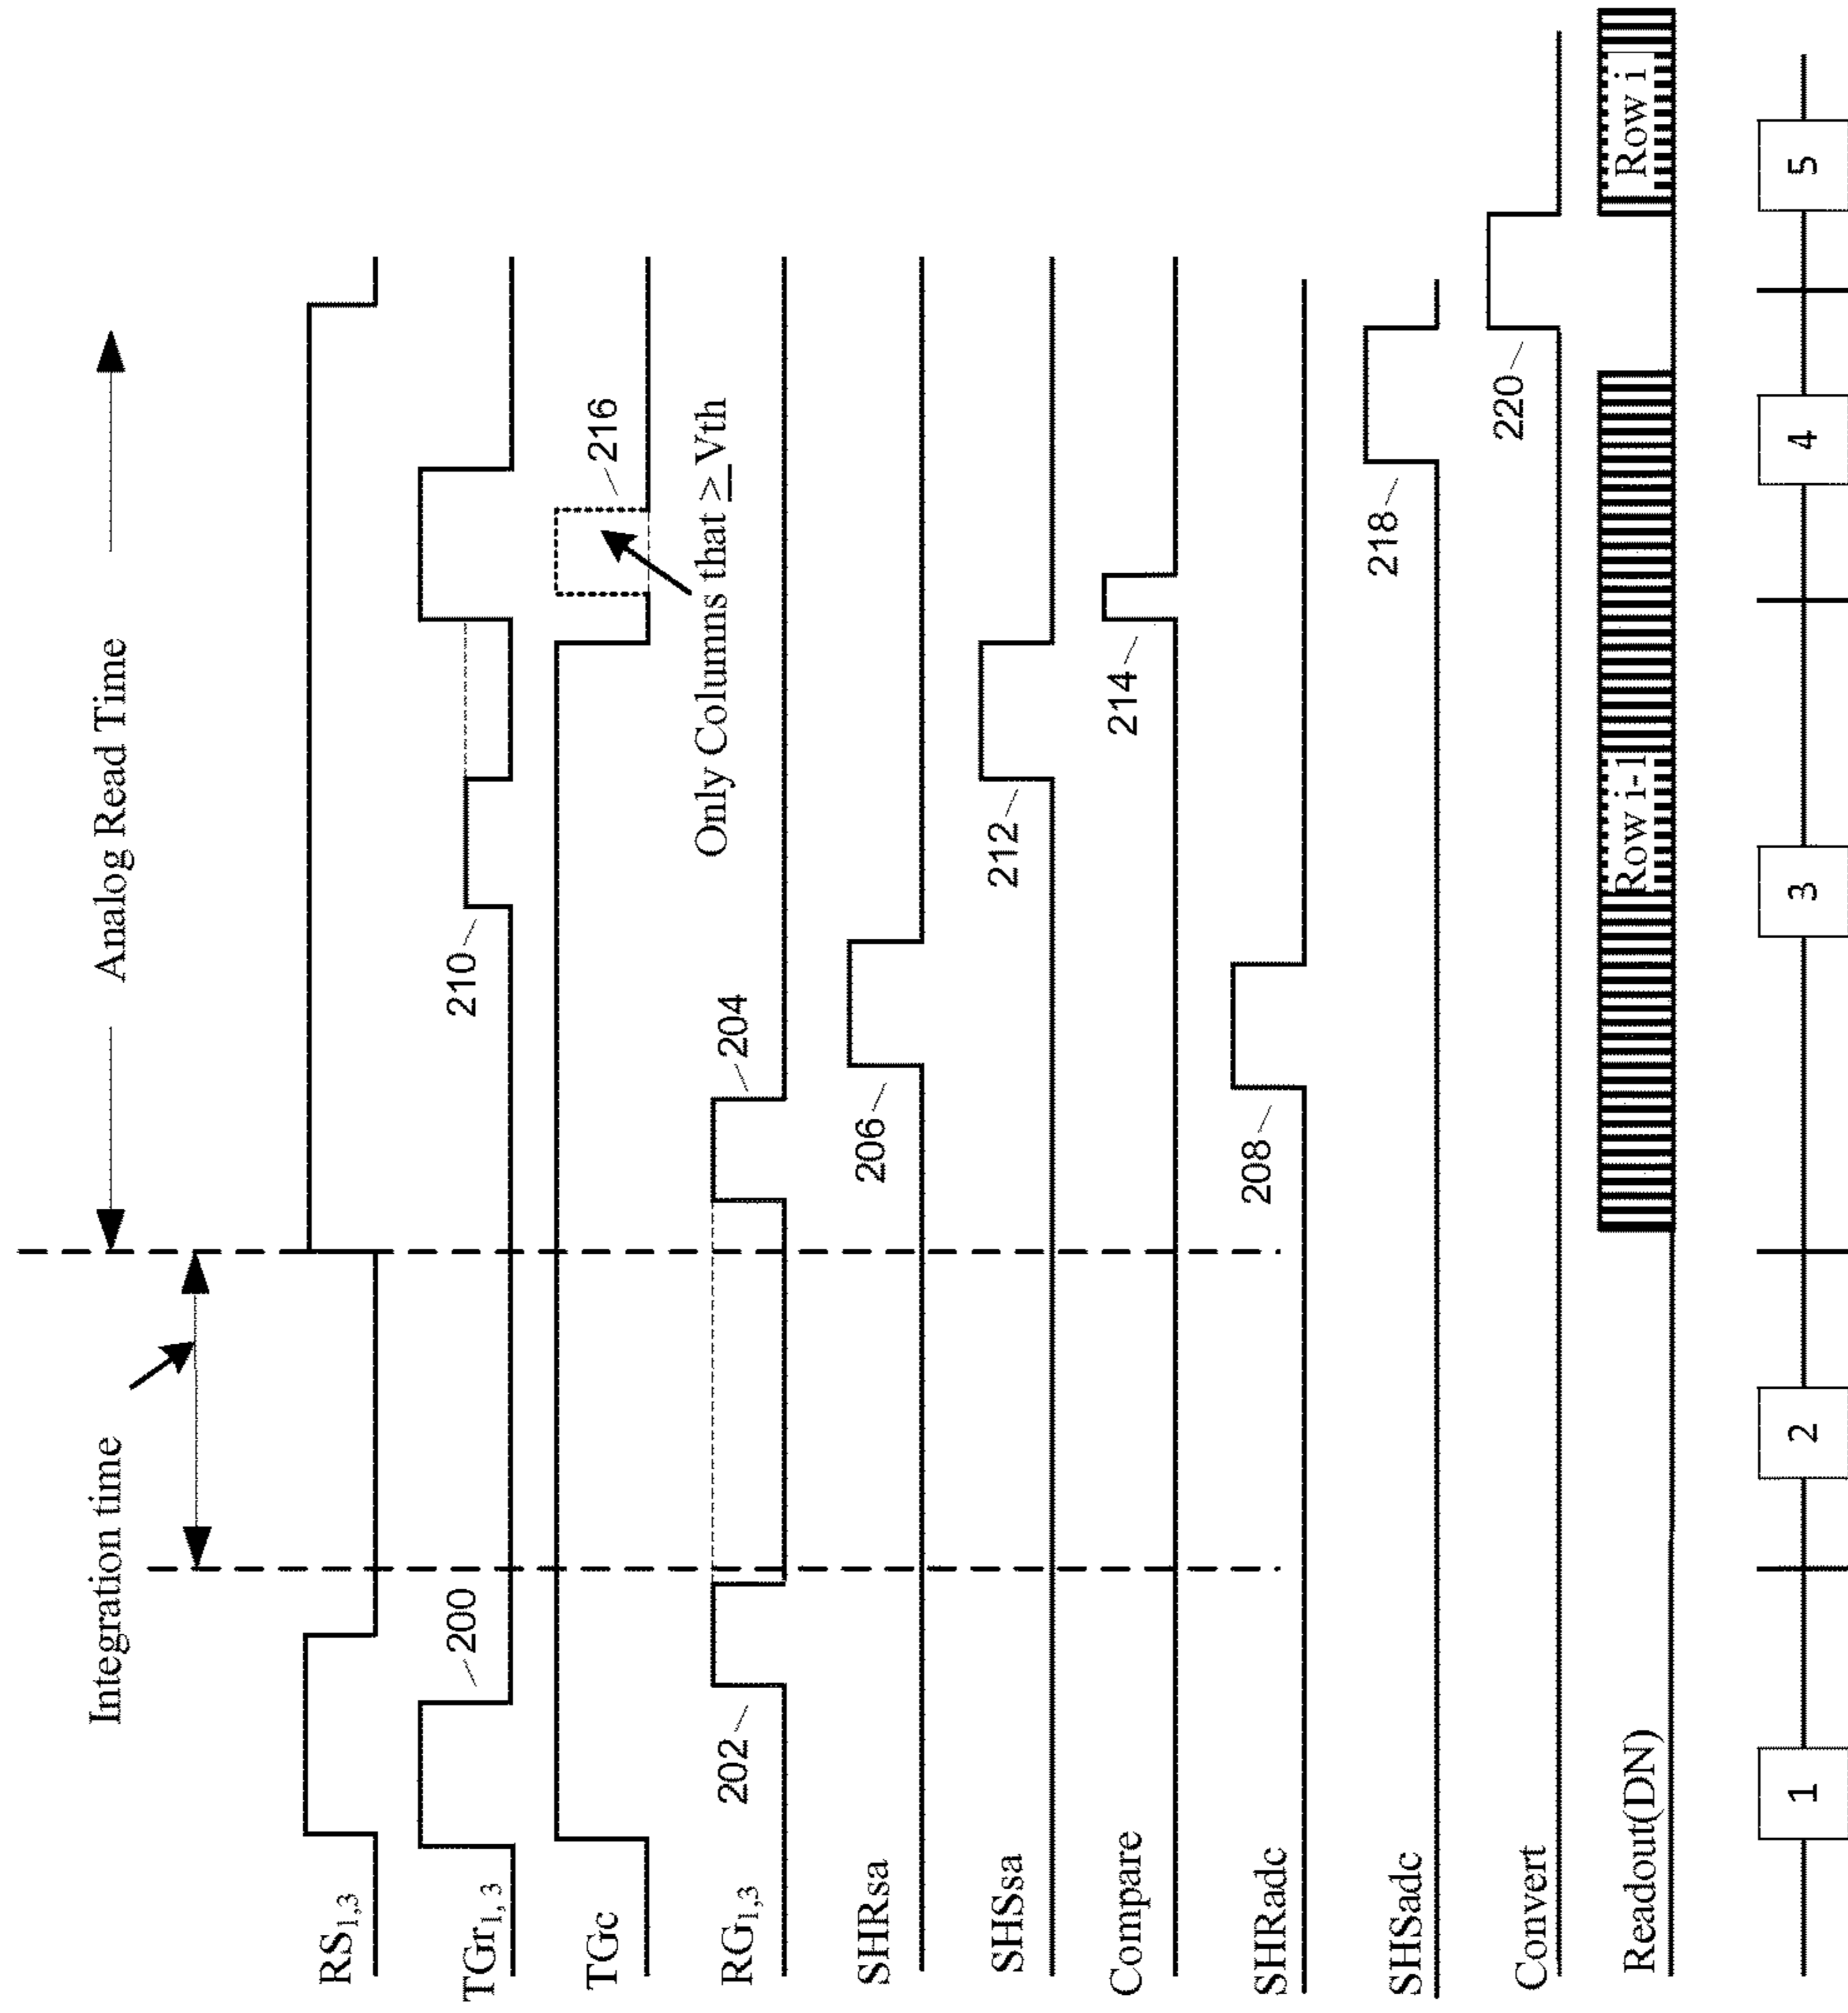 Integration time
Analog Read Time
RS1,3
TGr1,3
200
210
TGc
216
Only Columns that ≥Vth
RG1,3
202
204
SHRsa
206
SHSsa
212
Compare
214
SHRadc
208
SHSadc
218
Convert
220
Readout(DN)
Row i-1
Row i
1
2
3
4
5